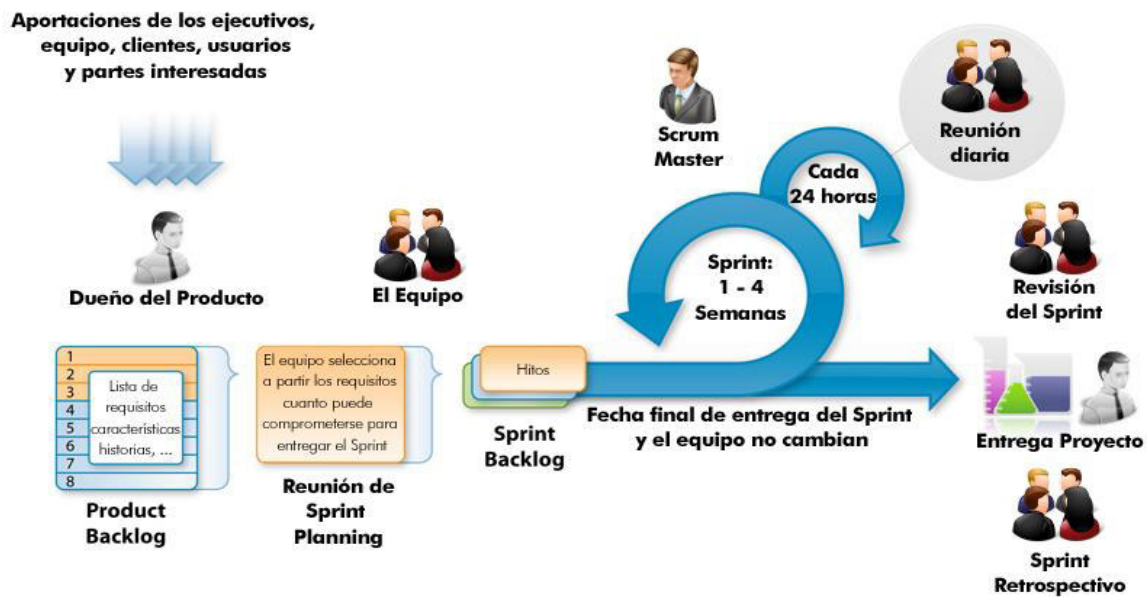 Aportaciones de los ejecutivos,
equipo, clientes, usuarios
y partes interesadas
Dueño del Producto
El Equipo
Scrum
Master
Cada
24 horas
Reunión
diaria
Sprint:
1 - 4
Semanas
Revisión
del Sprint
1
2
3
4
5
6
7
8
Lista de
requisitos
características
historias, ...
Product
Backlog
El equipo selecciona
a partir los requisitos
cuanto puede
comprometerse para
entregar el Sprint
Reunión de
Sprint
Planning
Hitos
Sprint
Backlog
Fecha final de entrega del Sprint
y el equipo no cambian
Entrega Proyecto
Sprint
Retrospectivo